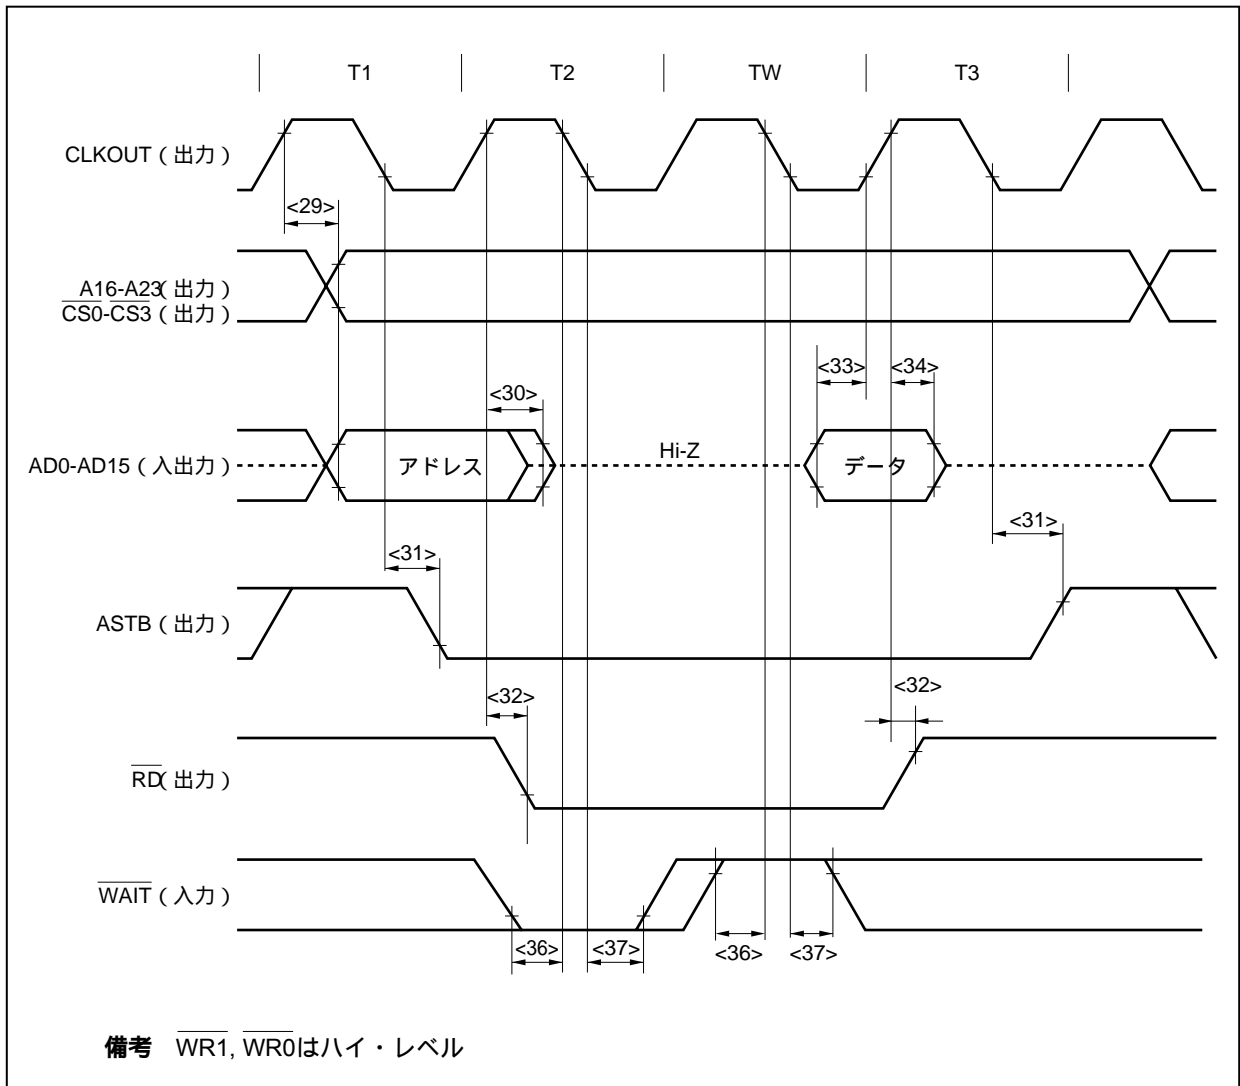 T1 T2 TW T3
CLKOUT（出力）
<29>
A16-A23（出力）
CS0-CS3（出力）
<33> <34>
<30>
AD0-AD15（入出力） アドレス Hi-Z データ
<31> <31>
ASTB（出力）
<32> <32>
RD（出力）
WAIT（入力）
<36> <37> <36> <37>
備考 WR1, WR0はハイ・レベル